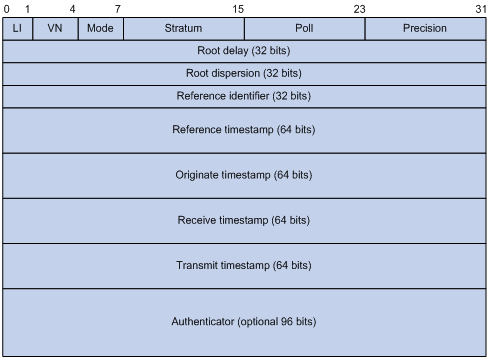 0 1 4 7 15 23 31
LI VN Mode Stratum Poll Precision
Root delay (32 bits)
Root dispersion (32 bits)
Reference identifier (32 bits)
Reference timestamp (64 bits)
Originate timestamp (64 bits)
Receive timestamp (64 bits)
Transmit timestamp (64 bits)
Authenticator (optional 96 bits)